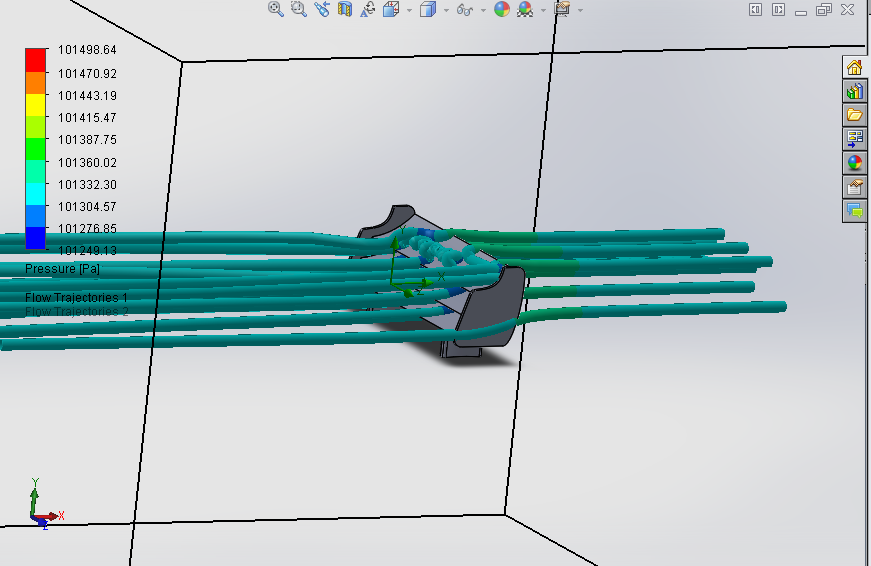 101498.64
101470.92
101443.19
101415.47
101387.75
101360.02
101332.30
101304.57
101276.85
101249.13
Pressure [Pa]
Flow Trajectories 1
Flow Trajectories 2
Y
X
Y
X
Z